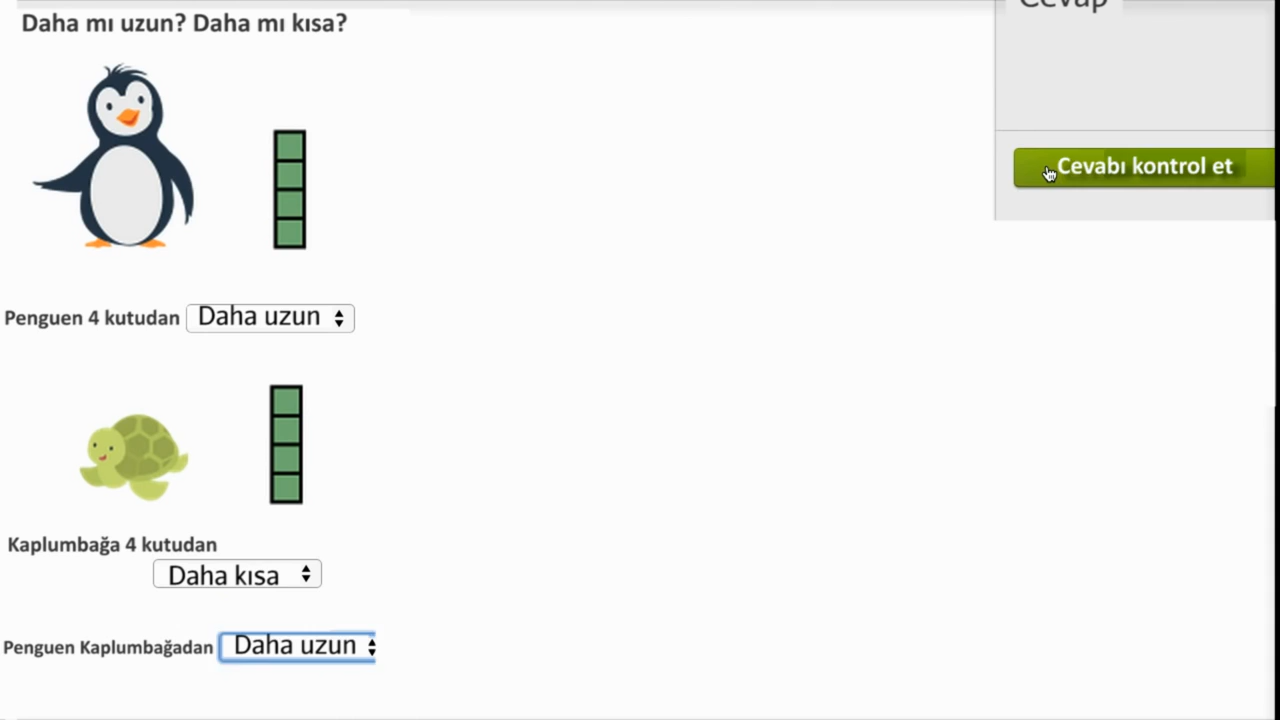 Daha mı uzun? Daha mı kısa?
Cevap
Cevabı kontrol et
Penguen 4 kutudan Daha uzun
Kaplumbağa 4 kutudan
Daha kısa
Penguen Kaplumbağadan Daha uzun